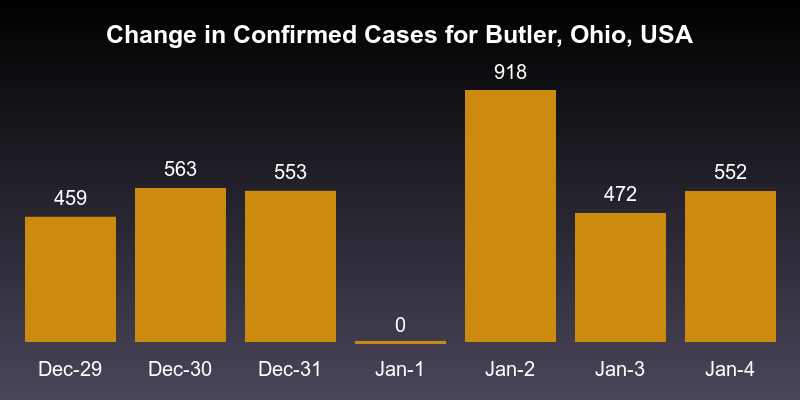 Change in Confirmed Cases for Butler, Ohio, USA
459
563
553
0
918
472
552
Dec-29
Dec-30
Dec-31
Jan-1
Jan-2
Jan-3
Jan-4